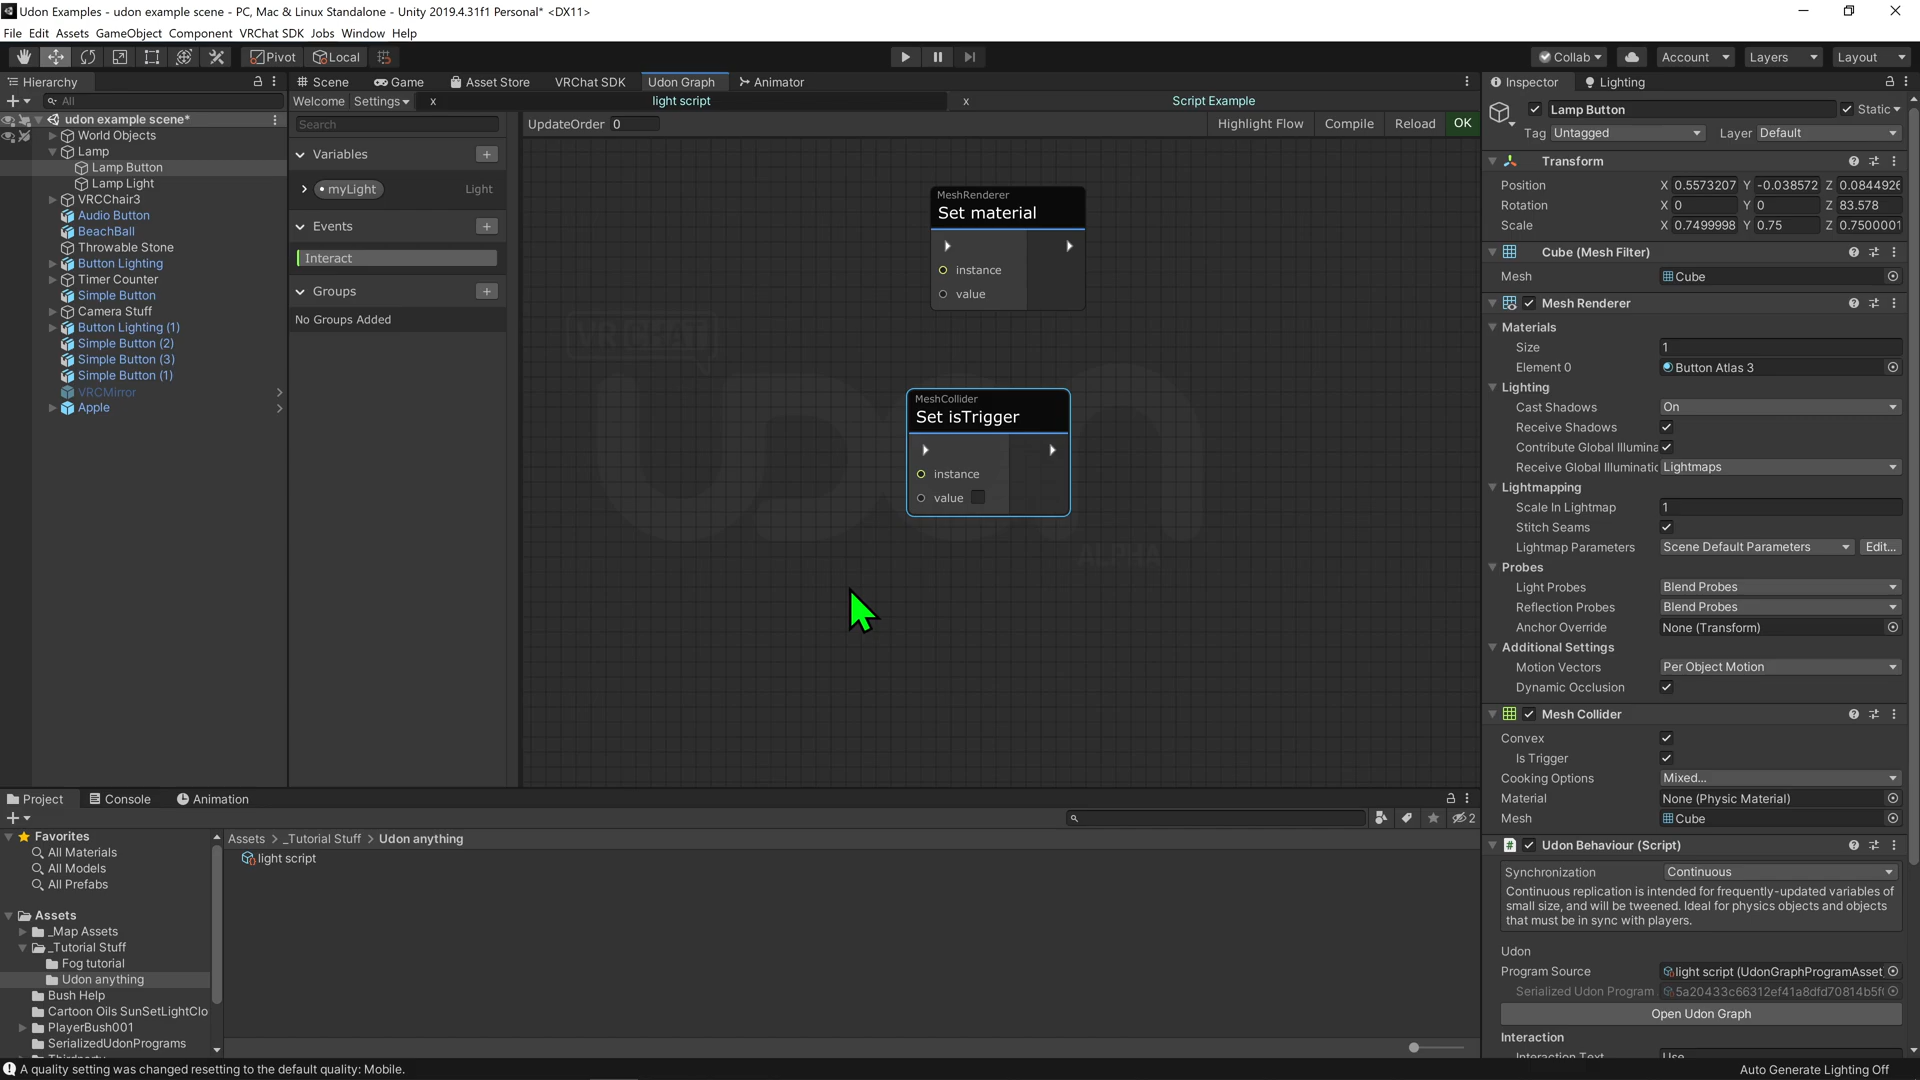 Udon Examples - udon example scene - PC, Mac & Linux Standalone - Unity 2019.4.31f1 Personal* <DX11>
File Edit Assets GameObject Component VRChat SDK Jobs Window Help
Pivot Local Collab Account Layers Layout
Hierarchy
All
udon example scene*
World Objects
Lamp
Lamp Button
Lamp Light
VRCChair3
Audio Button
BeachBall
Throwable Stone
Button Lighting
Timer Counter
Simple Button
Camera Stuff
Button Lighting (1)
Simple Button (2)
Simple Button (3)
Simple Button (1)
VRCMirror
Apple
Scene Game Asset Store VRChat SDK Udon Graph Animator
Welcome Settings x light script x Script Example
Search
Variables
myLight Light
Events
Interact
Groups
No Groups Added
UpdateOrder 0 Highlight Flow Compile Reload OK
MeshRenderer
Set material
instance
value
VRCHAT
UDON
ALPHA
MeshCollider
Set isTrigger
instance
value
Inspector Lighting
Lamp Button Static
Tag Untagged Layer Default
Transform
Position X 0.5573207 Y -0.038572 Z 0.0844926
Rotation X 0 Y 0 Z 83.578
Scale X 0.7499998 Y 0.75 Z 0.7500001
Cube (Mesh Filter)
Mesh Cube
Mesh Renderer
Materials
Size 1
Element 0 Button Atlas 3
Lighting
Cast Shadows On
Receive Shadows
Contribute Global Illumina
Receive Global Illuminatic Lightmaps
Lightmapping
Scale In Lightmap 1
Stitch Seams
Lightmap Parameters Scene Default Parameters Edit...
Probes
Light Probes Blend Probes
Reflection Probes Blend Probes
Anchor Override None (Transform)
Additional Settings
Motion Vectors Per Object Motion
Dynamic Occlusion
Mesh Collider
Convex
Is Trigger
Cooking Options Mixed...
Material None (Physic Material)
Mesh Cube
Udon Behaviour (Script)
Synchronization Continuous
Continuous replication is intended for frequently-updated variables of
small size, and will be tweened. Ideal for physics objects and objects
that must be in sync with players.
Udon
Program Source light script (UdonGraphProgramAsset
Serialized Udon Program 5a20433c66312ef41a8dfd70814b5f
Open Udon Graph
Interaction
Interaction Text Use
Project Console Animation
2
Favorites
All Materials
All Models
All Prefabs
Assets
_Map Assets
_Tutorial Stuff
Fog tutorial
Udon anything
Bush Help
Cartoon Oils SunSetLightClo
PlayerBush001
SerializedUdonPrograms
Assets > _Tutorial Stuff > Udon anything
light script
A quality setting was changed resetting to the default quality: Mobile.
Auto Generate Lighting Off